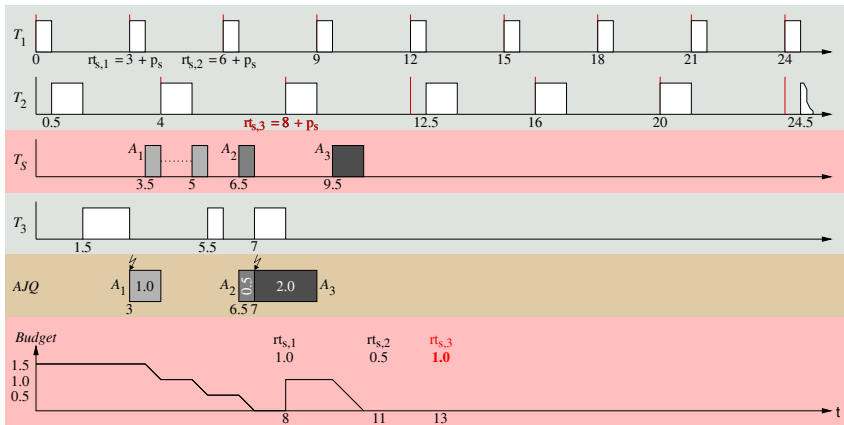 T1
0 rts,1 = 3 + ps rts,2 = 6 + ps 9 12 15 18 21 24
T2
0.5 4 rts,3 = 8 + ps 12.5 16 20 24.5
TS A1 A2 A3
3.5 5 6.5 9.5
T3
1.5 5.5 7
AJQ A1 1.0 A2 0.5 2.0 A3
3 6.5 7
Budget rts,1 rts,2 rts,3
1.0 0.5 1.0
1.5
1.0
0.5
t
8 11 13